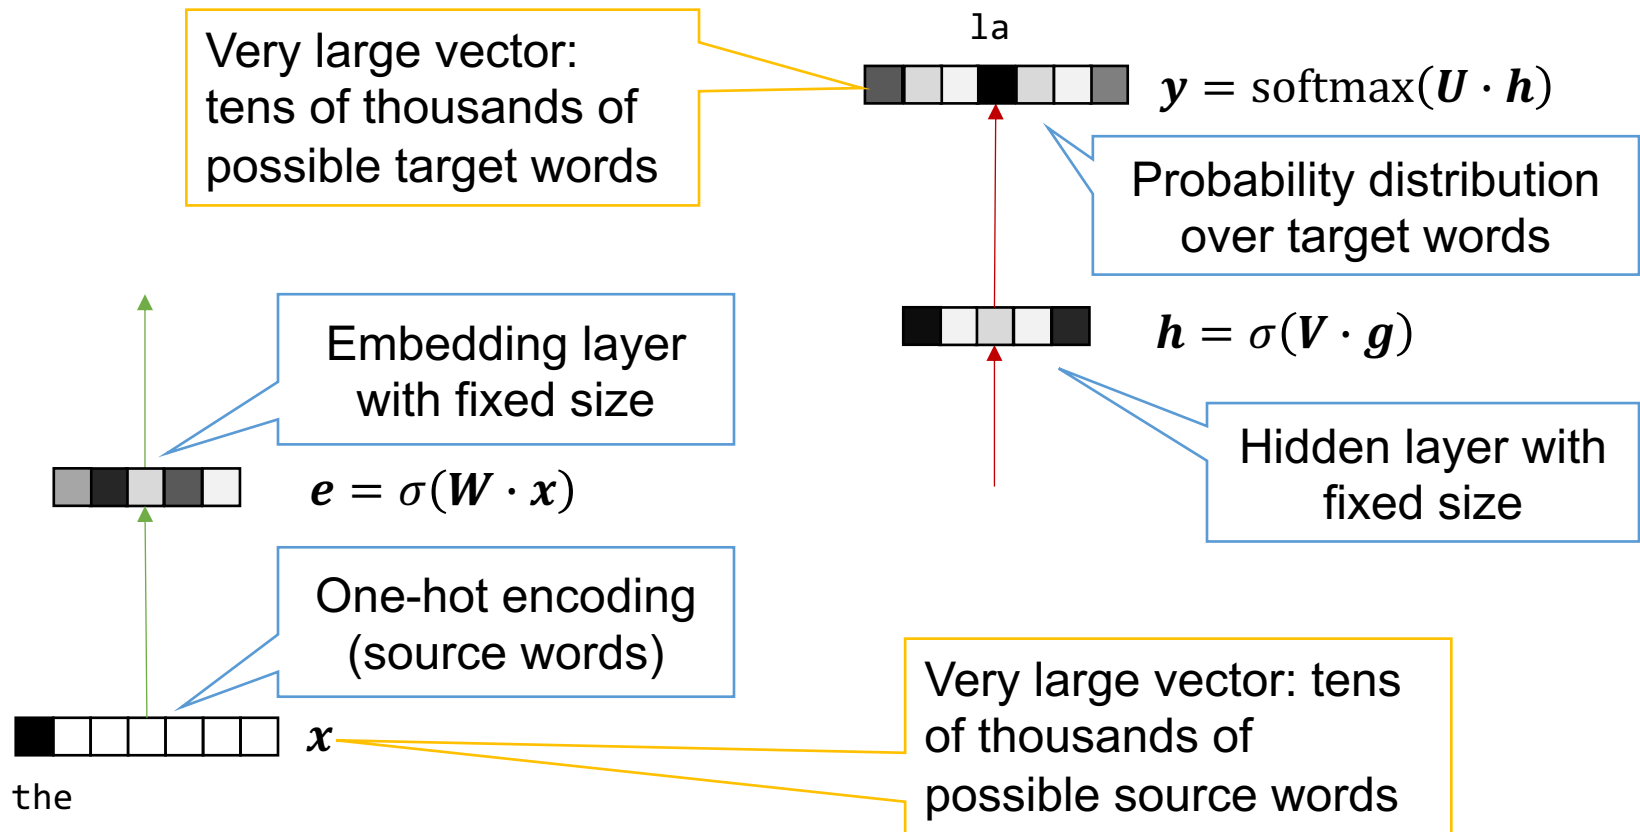 Very large vector:
tens of thousands of
possible target words
la
y = softmax(U · h)
Probability distribution
over target words
Embedding layer
with fixed size
h = σ(V · g)
Hidden layer with
fixed size
e = σ(W · x)
One-hot encoding
(source words)
x
the
Very large vector: tens
of thousands of
possible source words